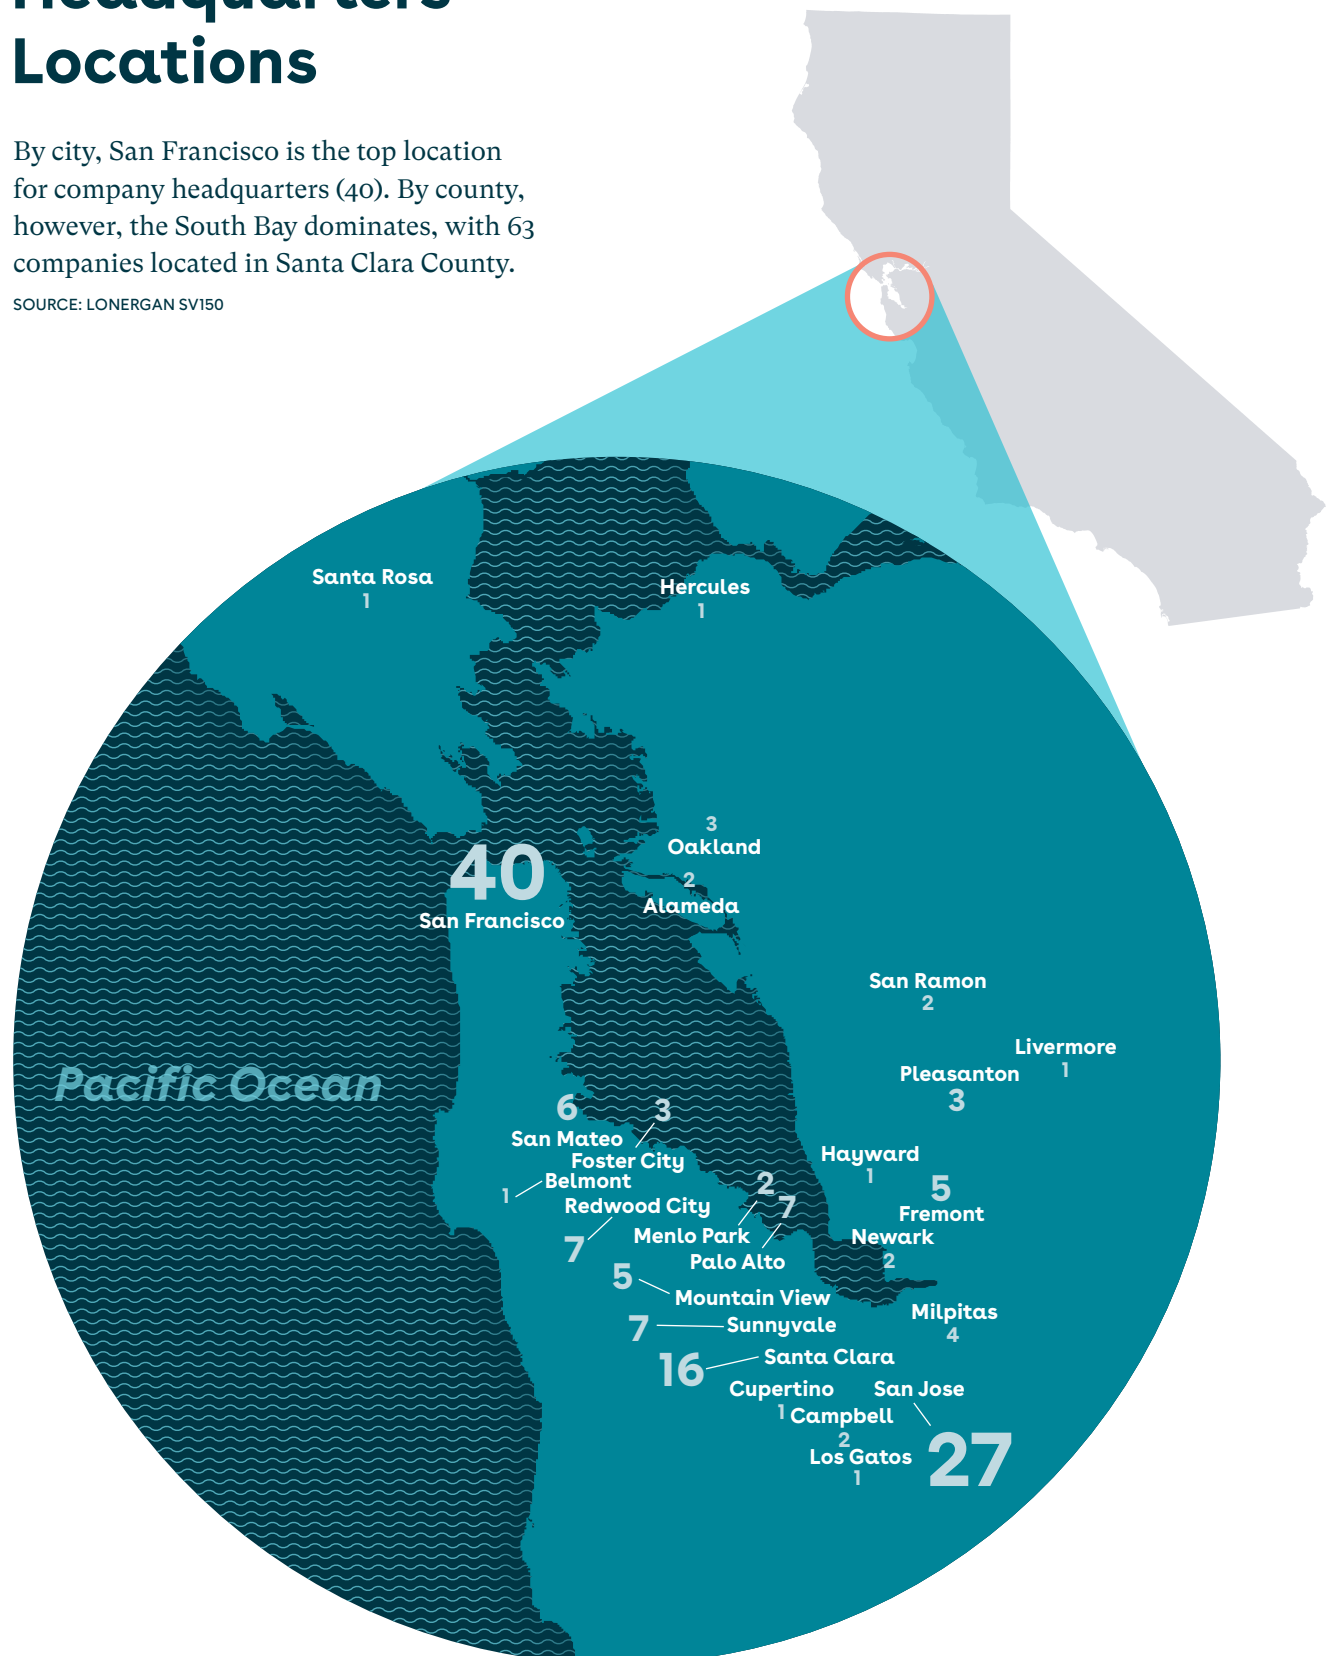 Headquarters
Locations
By city, San Francisco is the top location
for company headquarters (40). By county,
however, the South Bay dominates, with 63
companies located in Santa Clara County.
SOURCE: LONERGAN SV150
Santa Rosa
1
Hercules
1
3
Oakland
2
Alameda
40
San Francisco
San Ramon
2
Livermore
1
Pleasanton
3
Pacific Ocean
6
San Mateo
3
Foster City
Belmont
1
Redwood City
7
2
Menlo Park
7
Palo Alto
Hayward
1
5
Fremont
Newark
2
5
Mountain View
Milpitas
4
7
Sunnyvale
16
Santa Clara
Cupertino
1
San Jose
27
Campbell
2
Los Gatos
1